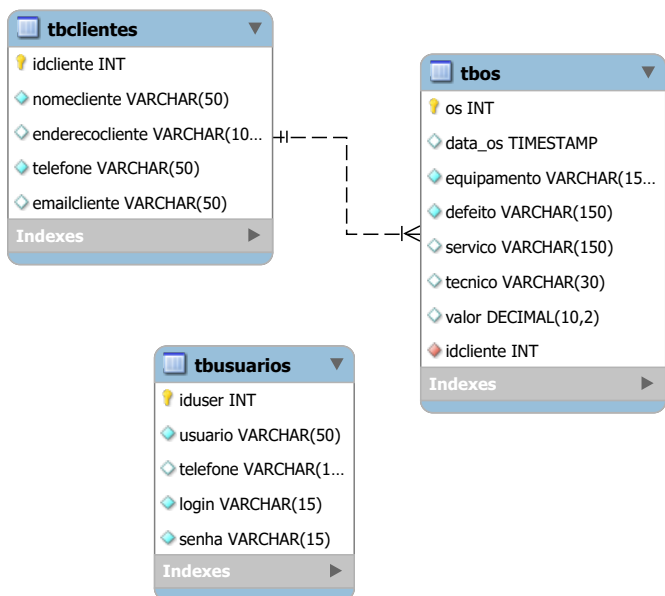 tbclientes
idcliente INT
nomecliente VARCHAR(50)
enderecocliente VARCHAR(10...
telefone VARCHAR(50)
emailcliente VARCHAR(50)
Indexes
tbos
os INT
data_os TIMESTAMP
equipamento VARCHAR(15...
defeito VARCHAR(150)
servico VARCHAR(150)
tecnico VARCHAR(30)
valor DECIMAL(10,2)
idcliente INT
Indexes
tbusuarios
iduser INT
usuario VARCHAR(50)
telefone VARCHAR(1...
login VARCHAR(15)
senha VARCHAR(15)
Indexes